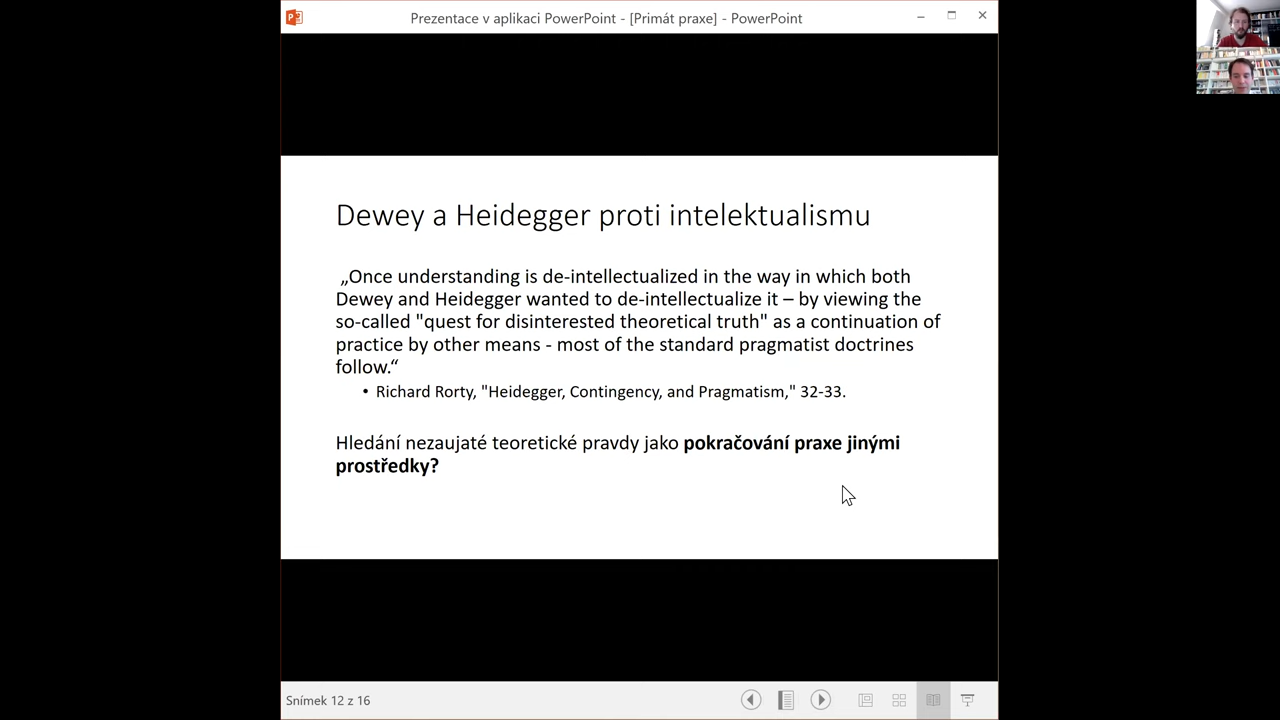 Prezentace v aplikaci PowerPoint - [Primát praxe] - PowerPoint
Dewey a Heidegger proti intelektualismu
„Once understanding is de-intellectualized in the way in which both
Dewey and Heidegger wanted to de-intellectualize it – by viewing the
so-called "quest for disinterested theoretical truth" as a continuation of
practice by other means - most of the standard pragmatist doctrines
follow.“
• Richard Rorty, "Heidegger, Contingency, and Pragmatism," 32-33.
Hledání nezaujaté teoretické pravdy jako pokračování praxe jinými
prostředky?
Snímek 12 z 16